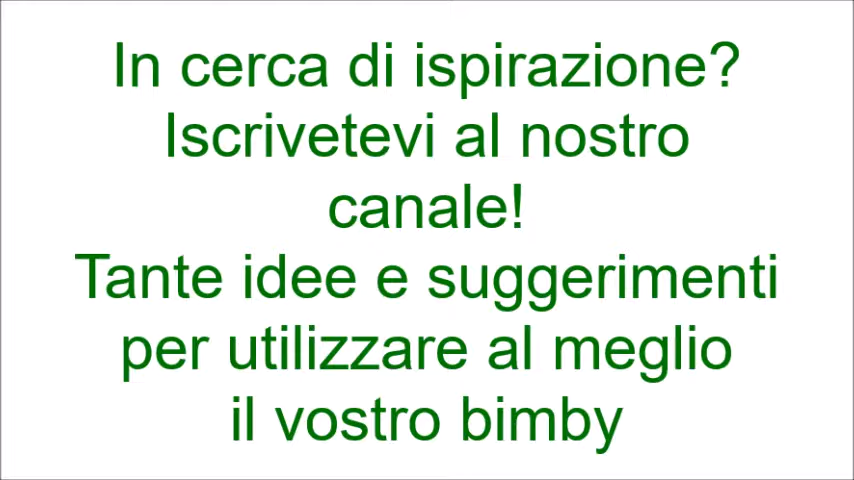 In cerca di ispirazione?
Iscrivetevi al nostro
canale!
Tante idee e suggerimenti
per utilizzare al meglio
il vostro bimby